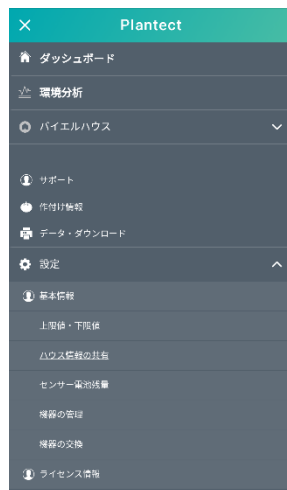 Plantect
ダッシュボード
環境分析
バイエルハウス
サポート
作付け情報
データ・ダウンロード
設定
基本情報
上限値・下限値
ハウス情報の共有
センサー電池残量
機器の管理
機器の交換
ライセンス情報